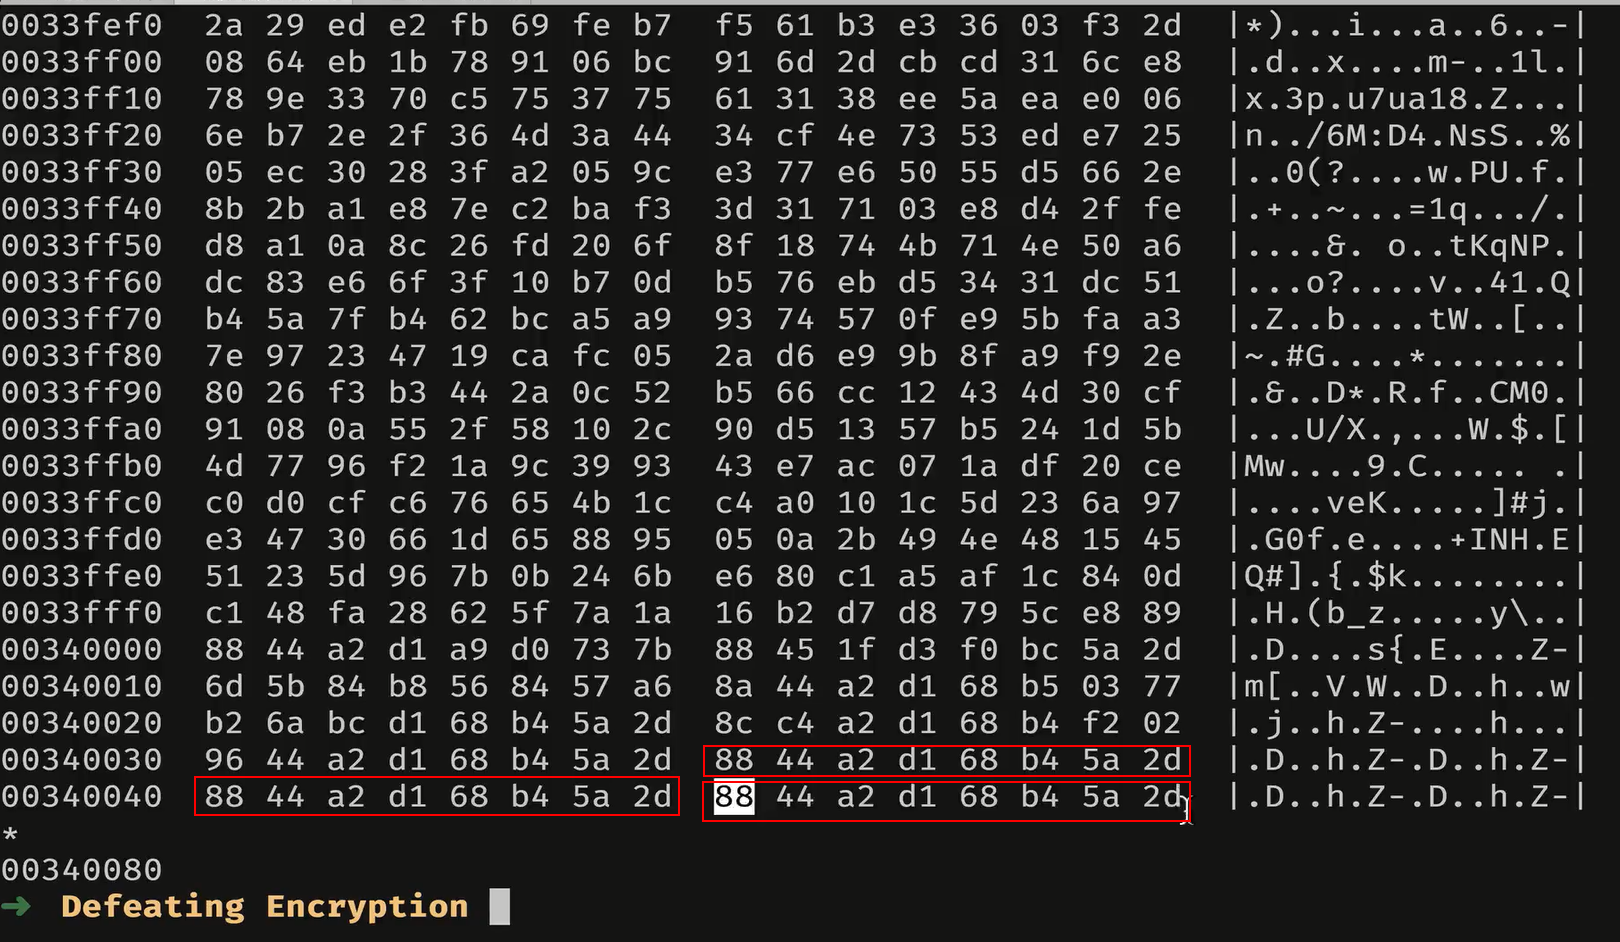 0033fef0  2a 29 ed e2 fb 69 fe b7  f5 61 b3 e3 36 03 f3 2d  |*)...i...a..6..-|
0033ff00  08 64 eb 1b 78 91 06 bc  91 6d 2d cb cd 31 6c e8  |.d..x....m-..1l.|
0033ff10  78 9e 33 70 c5 75 37 75  61 31 38 ee 5a ea e0 06  |x.3p.u7ua18.Z...|
0033ff20  6e b7 2e 2f 36 4d 3a 44  34 cf 4e 73 53 ed e7 25  |n../6M:D4.NsS..%|
0033ff30  05 ec 30 28 3f a2 05 9c  e3 77 e6 50 55 d5 66 2e  |..0(?....w.PU.f.|
0033ff40  8b 2b a1 e8 7e c2 ba f3  3d 31 71 03 e8 d4 2f fe  |.+..~...=1q.../.|
0033ff50  d8 a1 0a 8c 26 fd 20 6f  8f 18 74 4b 71 4e 50 a6  |....&. o..tKqNP.|
0033ff60  dc 83 e6 6f 3f 10 b7 0d  b5 76 eb d5 34 31 dc 51  |...o?....v..41.Q|
0033ff70  b4 5a 7f b4 62 bc a5 a9  93 74 57 0f e9 5b fa a3  |.Z..b....tW..[..|
0033ff80  7e 97 23 47 19 ca fc 05  2a d6 e9 9b 8f a9 f9 2e  |~.#G....*.......|
0033ff90  80 26 f3 b3 44 2a 0c 52  b5 66 cc 12 43 4d 30 cf  |.&..D*.R.f..CM0.|
0033ffa0  91 08 0a 55 2f 58 10 2c  90 d5 13 57 b5 24 1d 5b  |...U/X.,...W.$.[|
0033ffb0  4d 77 96 f2 1a 9c 39 93  43 e7 ac 07 1a df 20 ce  |Mw....9.C..... .|
0033ffc0  c0 d0 cf c6 76 65 4b 1c  c4 a0 10 1c 5d 23 6a 97  |....veK.....]#j.|
0033ffd0  e3 47 30 66 1d 65 88 95  05 0a 2b 49 4e 48 15 45  |.G0f.e....+INH.E|
0033ffe0  51 23 5d 96 7b 0b 24 6b  e6 80 c1 a5 af 1c 84 0d  |Q#].{.$k........|
0033fff0  c1 48 fa 28 62 5f 7a 1a  16 b2 d7 d8 79 5c e8 89  |.H.(b_z.....y\..|
00340000  88 44 a2 d1 a9 d0 73 7b  88 45 1f d3 f0 bc 5a 2d  |.D....s{.E....Z-|
00340010  6d 5b 84 b8 56 84 57 a6  8a 44 a2 d1 68 b5 03 77  |m[..V.W..D..h..w|
00340020  b2 6a bc d1 68 b4 5a 2d  8c c4 a2 d1 68 b4 f2 02  |.j..h.Z-....h...|
00340030  96 44 a2 d1 68 b4 5a 2d  88 44 a2 d1 68 b4 5a 2d  |.D..h.Z-.D..h.Z-|
00340040  88 44 a2 d1 68 b4 5a 2d  88 44 a2 d1 68 b4 5a 2d  |.D..h.Z-.D..h.Z-|
*
00340080
➜  Defeating Encryption